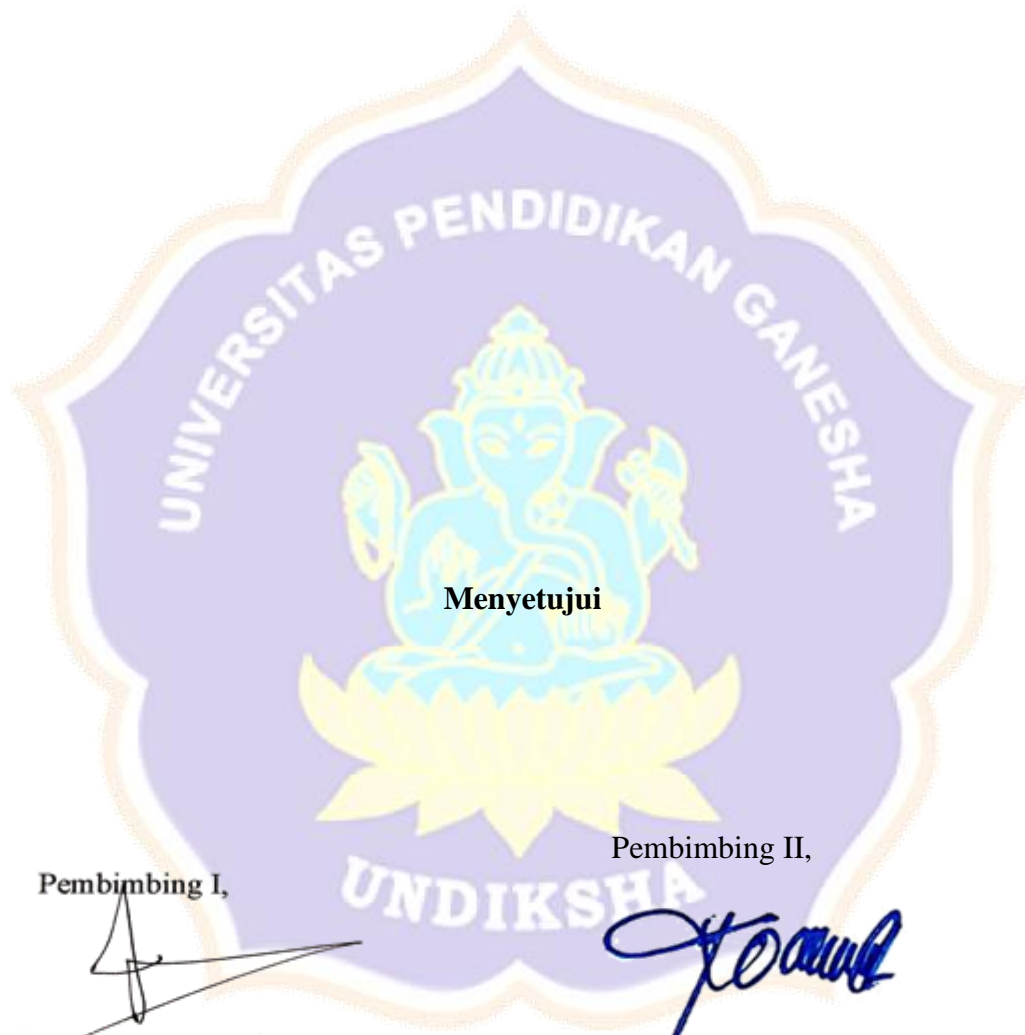 UNIVERSITAS PENDIDIKAN GANESHA
Menyetujui
Pembimbing II,
Pembimbing I,
UNDIKSHA